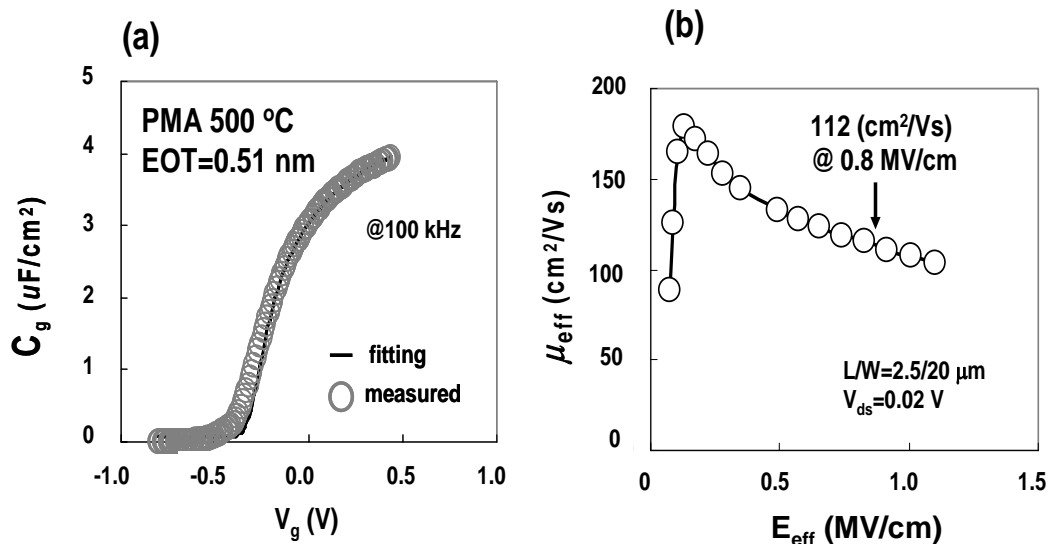 (a)
5
4
3
2
1
0
C_g (uF/cm²)
PMA 500 ºC
EOT=0.51 nm
@100 kHz
fitting
measured
-1.0 -0.5 0.0 0.5 1.0
V_g (V)
(b)
200
150
100
50
0
μ_eff (cm²/Vs)
112 (cm²/Vs)
@ 0.8 MV/cm
L/W=2.5/20 μm
V_ds=0.02 V
0 0.5 1.0 1.5
E_eff (MV/cm)